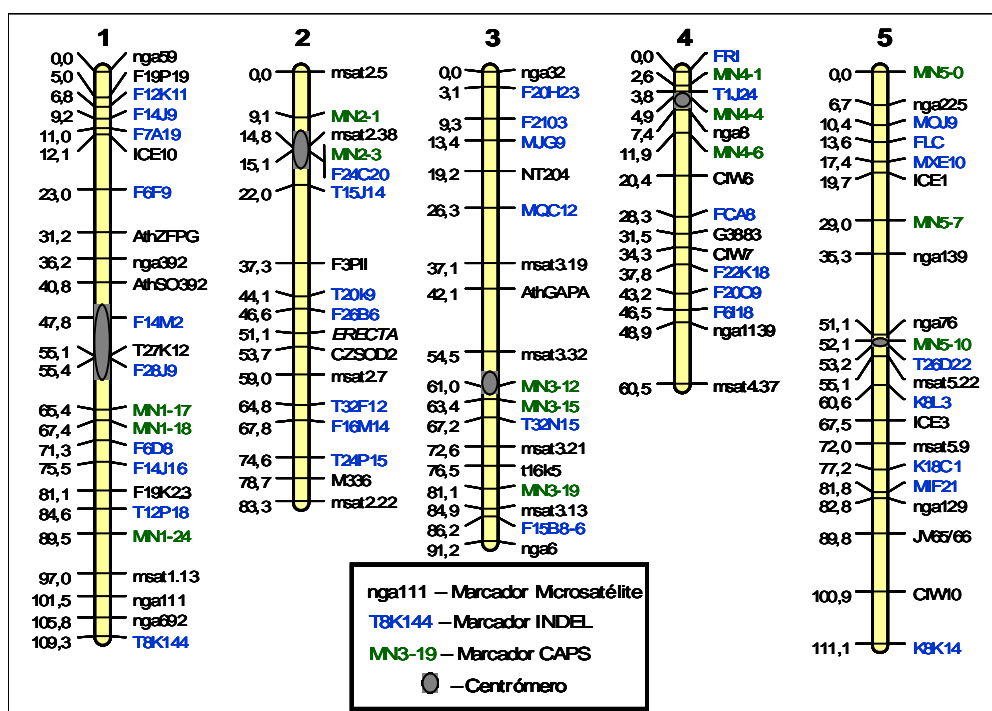 1
0,0 nga59
5,0 F19P19
6,8 F12K11
9,2 F14J9
11,0 F7A19
12,1 ICE10
23,0 F6F9
31,2 AthZFPG
36,2 nga392
40,8 AthSO392
47,8 F14M2
55,1 T27K12
55,4 F28J9
65,4 MN1-17
67,4 MN1-18
71,3 F6D8
75,5 F14J16
81,1 F19K23
84,6 T12P18
89,5 MN1-24
97,0 msat1.13
101,5 nga111
105,8 nga692
109,3 T8K144
2
0,0 msat2.5
9,1 MN2-1
14,8 msat2.38
15,1 MN2-3
F24C20
22,0 T15J14
37,3 F3PII
44,1 T20k9
46,6 F26B6
51,1 ERECTA
53,7 CZSOD2
59,0 msat2.7
64,8 T32F12
67,8 F16M14
74,6 T24P15
78,7 M336
83,3 msat2.22
3
0,0 nga32
3,1 F20H23
9,3 F2103
13,4 MJG9
19,2 NT204
26,3 MQC12
37,1 msat3.19
42,1 AthGAPA
54,5 msat3.32
61,0 MN3-12
63,4 MN3-15
67,2 T32N15
72,6 msat3.21
76,5 t16k5
81,1 MN3-19
84,9 msat3.13
86,2 F15B8-6
91,2 nga6
4
0,0 FRI
2,6 MN4-1
3,8 T1J24
4,9 MN4-4
7,4 nga8
11,9 MN4-6
20,4 CIW6
28,3 FCA8
31,5 G3883
34,3 CIW7
37,8 F22K18
43,2 F20O9
46,5 F6I18
48,9 nga1139
60,5 msat4.37
5
0,0 MN5-0
6,7 nga225
10,4 MOJ9
13,6 FLC
17,4 MXE10
19,7 ICE1
29,0 MN5-7
35,3 nga139
51,1 nga76
52,1 MN5-10
53,2 T26D22
55,1 msat5.22
60,6 K8L3
67,5 ICE3
72,0 msat5.9
77,2 K18C1
81,8 MIF21
82,8 nga129
89,8 JV65/66
100,9 CIW10
111,1 K8K14
nga111 – Marcador Microsatélite
T8K144 – Marcador INDEL
MN3-19 – Marcador CAPS
– Centrómero